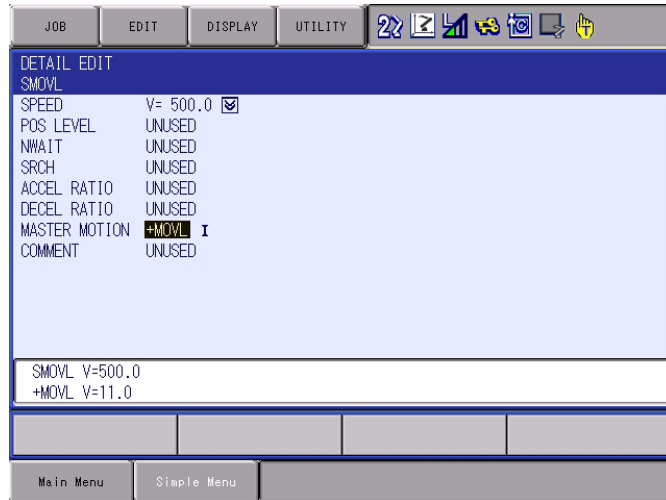 JOB EDIT DISPLAY UTILITY
DETAIL EDIT
SMOVL
SPEED V= 500.0
POS LEVEL UNUSED
NWAIT UNUSED
SRCH UNUSED
ACCEL RATIO UNUSED
DECEL RATIO UNUSED
MASTER MOTION +MOVL
COMMENT UNUSED
SMOVL V=500.0
+MOVL V=11.0
Main Menu Simple Menu